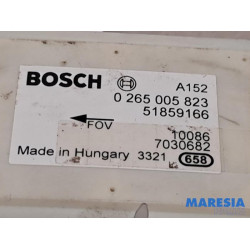 BOSCH
A152
0 265 005 823
51859166
FOV
10086
7030682
Made in Hungary 3321 658
MARESIA